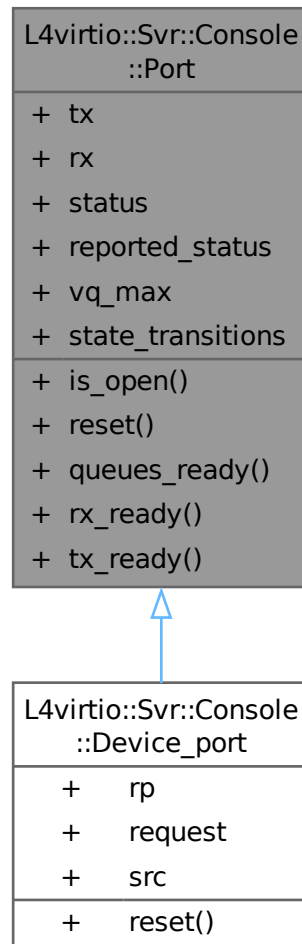 L4virtio::Svr::Console
::Port
+ tx
+ rx
+ status
+ reported_status
+ vq_max
+ state_transitions
+ is_open()
+ reset()
+ queues_ready()
+ rx_ready()
+ tx_ready()
L4virtio::Svr::Console
::Device_port
+ rp
+ request
+ src
+ reset()